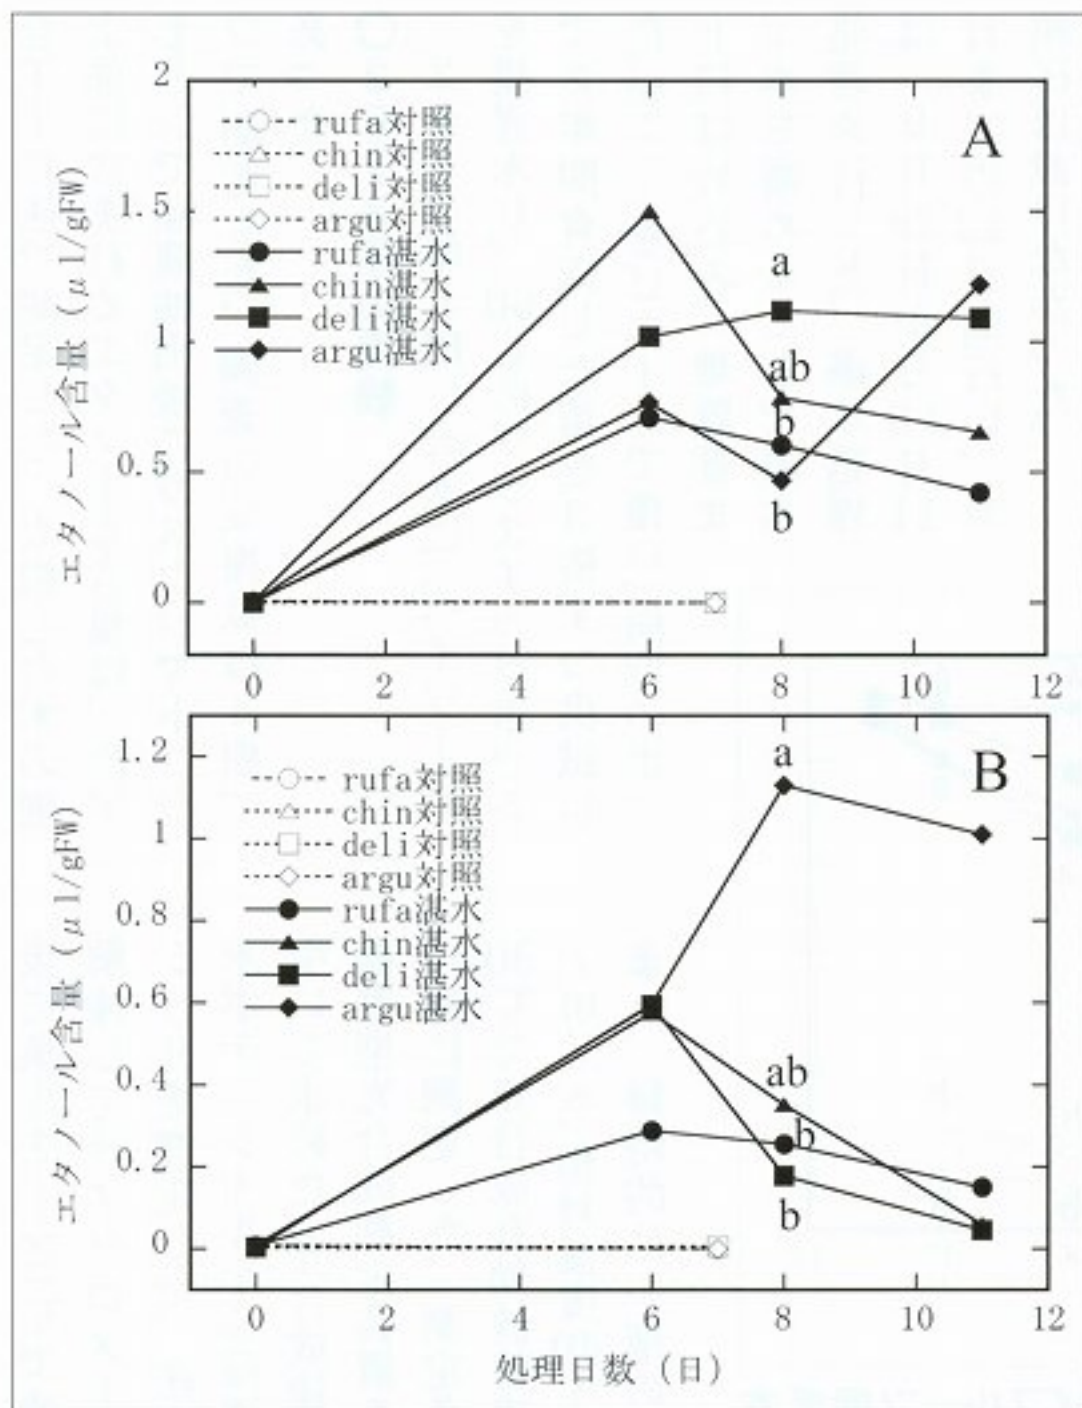 A
rufa対照
chin対照
deli対照
argu対照
rufa湛水
chin湛水
deli湛水
argu湛水
エタノール含量 (μl/gFW)
2
1.5
1
0.5
0
a
ab
b
b
0 2 4 6 8 10 12
B
rufa対照
chin対照
deli対照
argu対照
rufa湛水
chin湛水
deli湛水
argu湛水
エタノール含量 (μl/gFW)
1.2
1
0.8
0.6
0.4
0.2
0
a
ab
b
b
0 2 4 6 8 10 12
処理日数 (日)